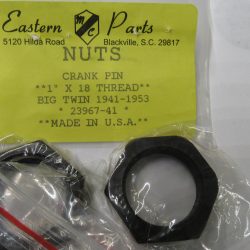 Eastern Parts
MC
5120 Hilda Road Blackville, S.C. 29817
NUTS
CRANK PIN
**1" X 18 THREAD**
BIG TWIN 1941-1953
* 23967-41 *
**MADE IN U.S.A.**